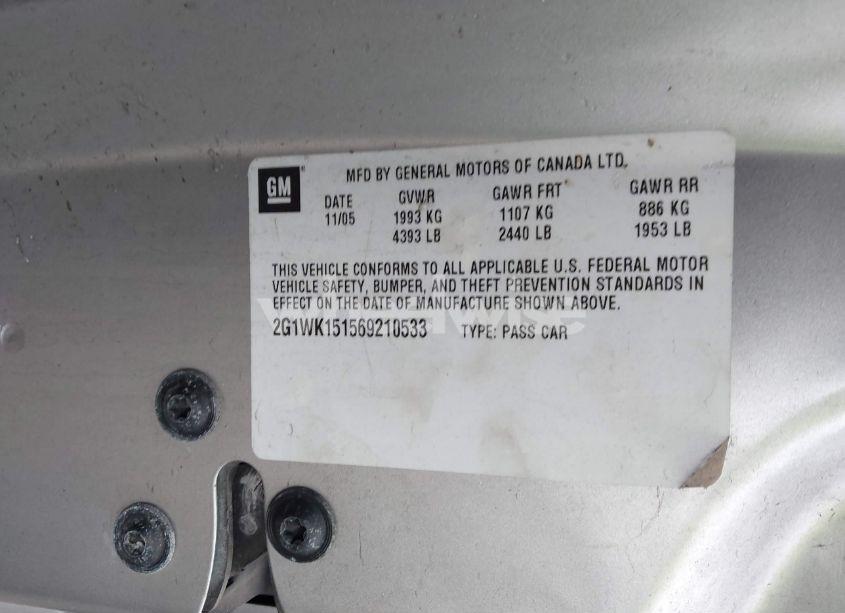 GM
MFD BY GENERAL MOTORS OF CANADA LTD.
DATE GVWR GAWR FRT GAWR RR
11/05 1993 KG 1107 KG 886 KG
4393 LB 2440 LB 1953 LB
THIS VEHICLE CONFORMS TO ALL APPLICABLE U.S. FEDERAL MOTOR
VEHICLE SAFETY, BUMPER, AND THEFT PREVENTION STANDARDS IN
EFFECT ON THE DATE OF MANUFACTURE SHOWN ABOVE.
2G1WK151569210533 TYPE: PASS CAR